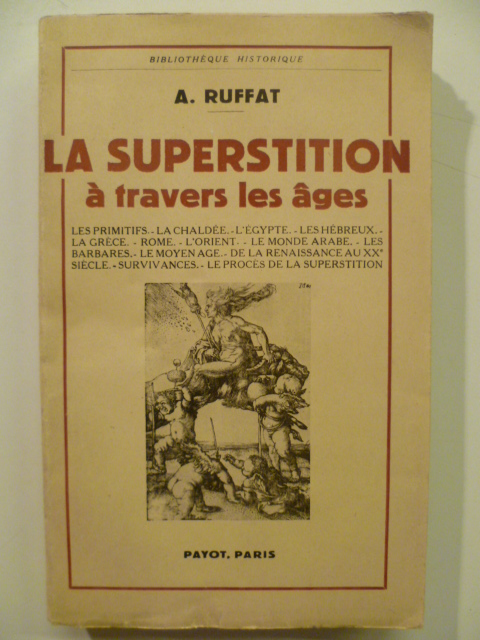 BIBLIOTHÈQUE HISTORIQUE
A. RUFFAT
LA SUPERSTITION
à travers les âges
LES PRIMITIFS.- LA CHALDÉE.- L'ÉGYPTE. - LES HÉBREUX. -
LA GRÈCE. - ROME. - L'ORIENT. - LE MONDE ARABE. - LES
BARBARES.- LE MOYEN AGE.- DE LA RENAISSANCE AU XXe
SIÈCLE.- SURVIVANCES.- LE PROCÈS DE LA SUPERSTITION
PAYOT, PARIS